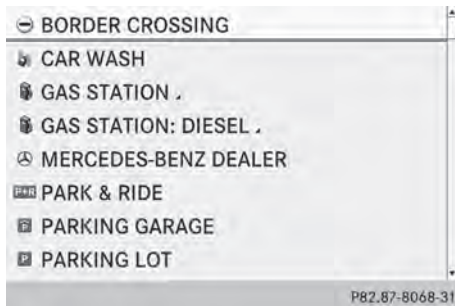 BORDER CROSSING
CAR WASH
GAS STATION .
GAS STATION: DIESEL .
MERCEDES-BENZ DEALER
P+R PARK & RIDE
PARKING GARAGE
P PARKING LOT
P82.87-8068-31